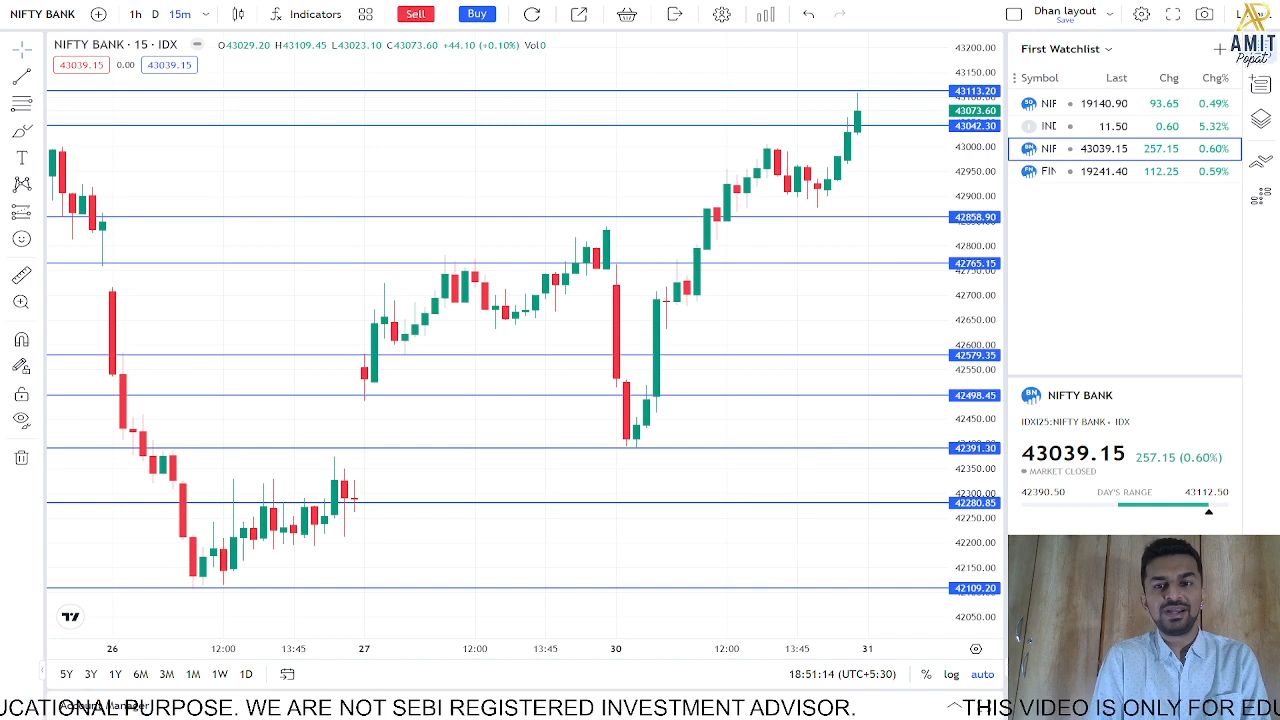 NIFTY BANK
1h D 15m
Indicators
Sell
Buy
Dhan layout
Save
AMIT
Popat
NIFTY BANK · 15 · IDX
O43029.20 H43109.45 L43023.10 C43073.60 +44.10 (+0.10%) Vol0
43039.15 0.00 43039.15
43200.00
43150.00
43113.20
43073.60
43042.30
43000.00
42950.00
42900.00
42858.90
42800.00
42765.15
42750.00
42700.00
42650.00
42600.00
42579.35
42550.00
42498.45
42450.00
42391.30
42350.00
42300.00
42280.85
42250.00
42200.00
42150.00
42109.20
42050.00
26 12:00 13:45 27 12:00 13:45 30 12:00 13:45 31
5Y 3Y 1Y 6M 3M 1M 1W 1D
18:51:14 (UTC+5:30) % log auto
First Watchlist
Symbol Last Chg Chg%
NIF 19140.90 93.65 0.49%
IND 11.50 0.60 5.32%
NIF 43039.15 257.15 0.60%
FIN 19241.40 112.25 0.59%
NIFTY BANK
IDXI25:NIFTY BANK • IDX
43039.15 257.15 (0.60%)
MARKET CLOSED
42390.50 DAY'S RANGE 43112.50
UCATIONAL PURPOSE. WE ARE NOT SEBI REGISTERED INVESTMENT ADVISOR. THIS VIDEO IS ONLY FOR EDU